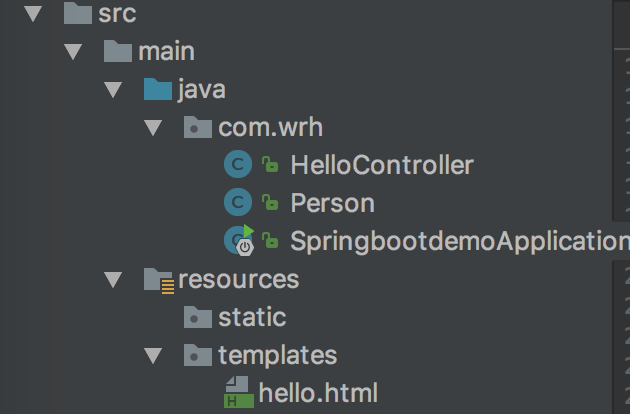 src
main
java
com.wrh
HelloController
Person
SpringbootdemoApplication
resources
static
templates
hello.html